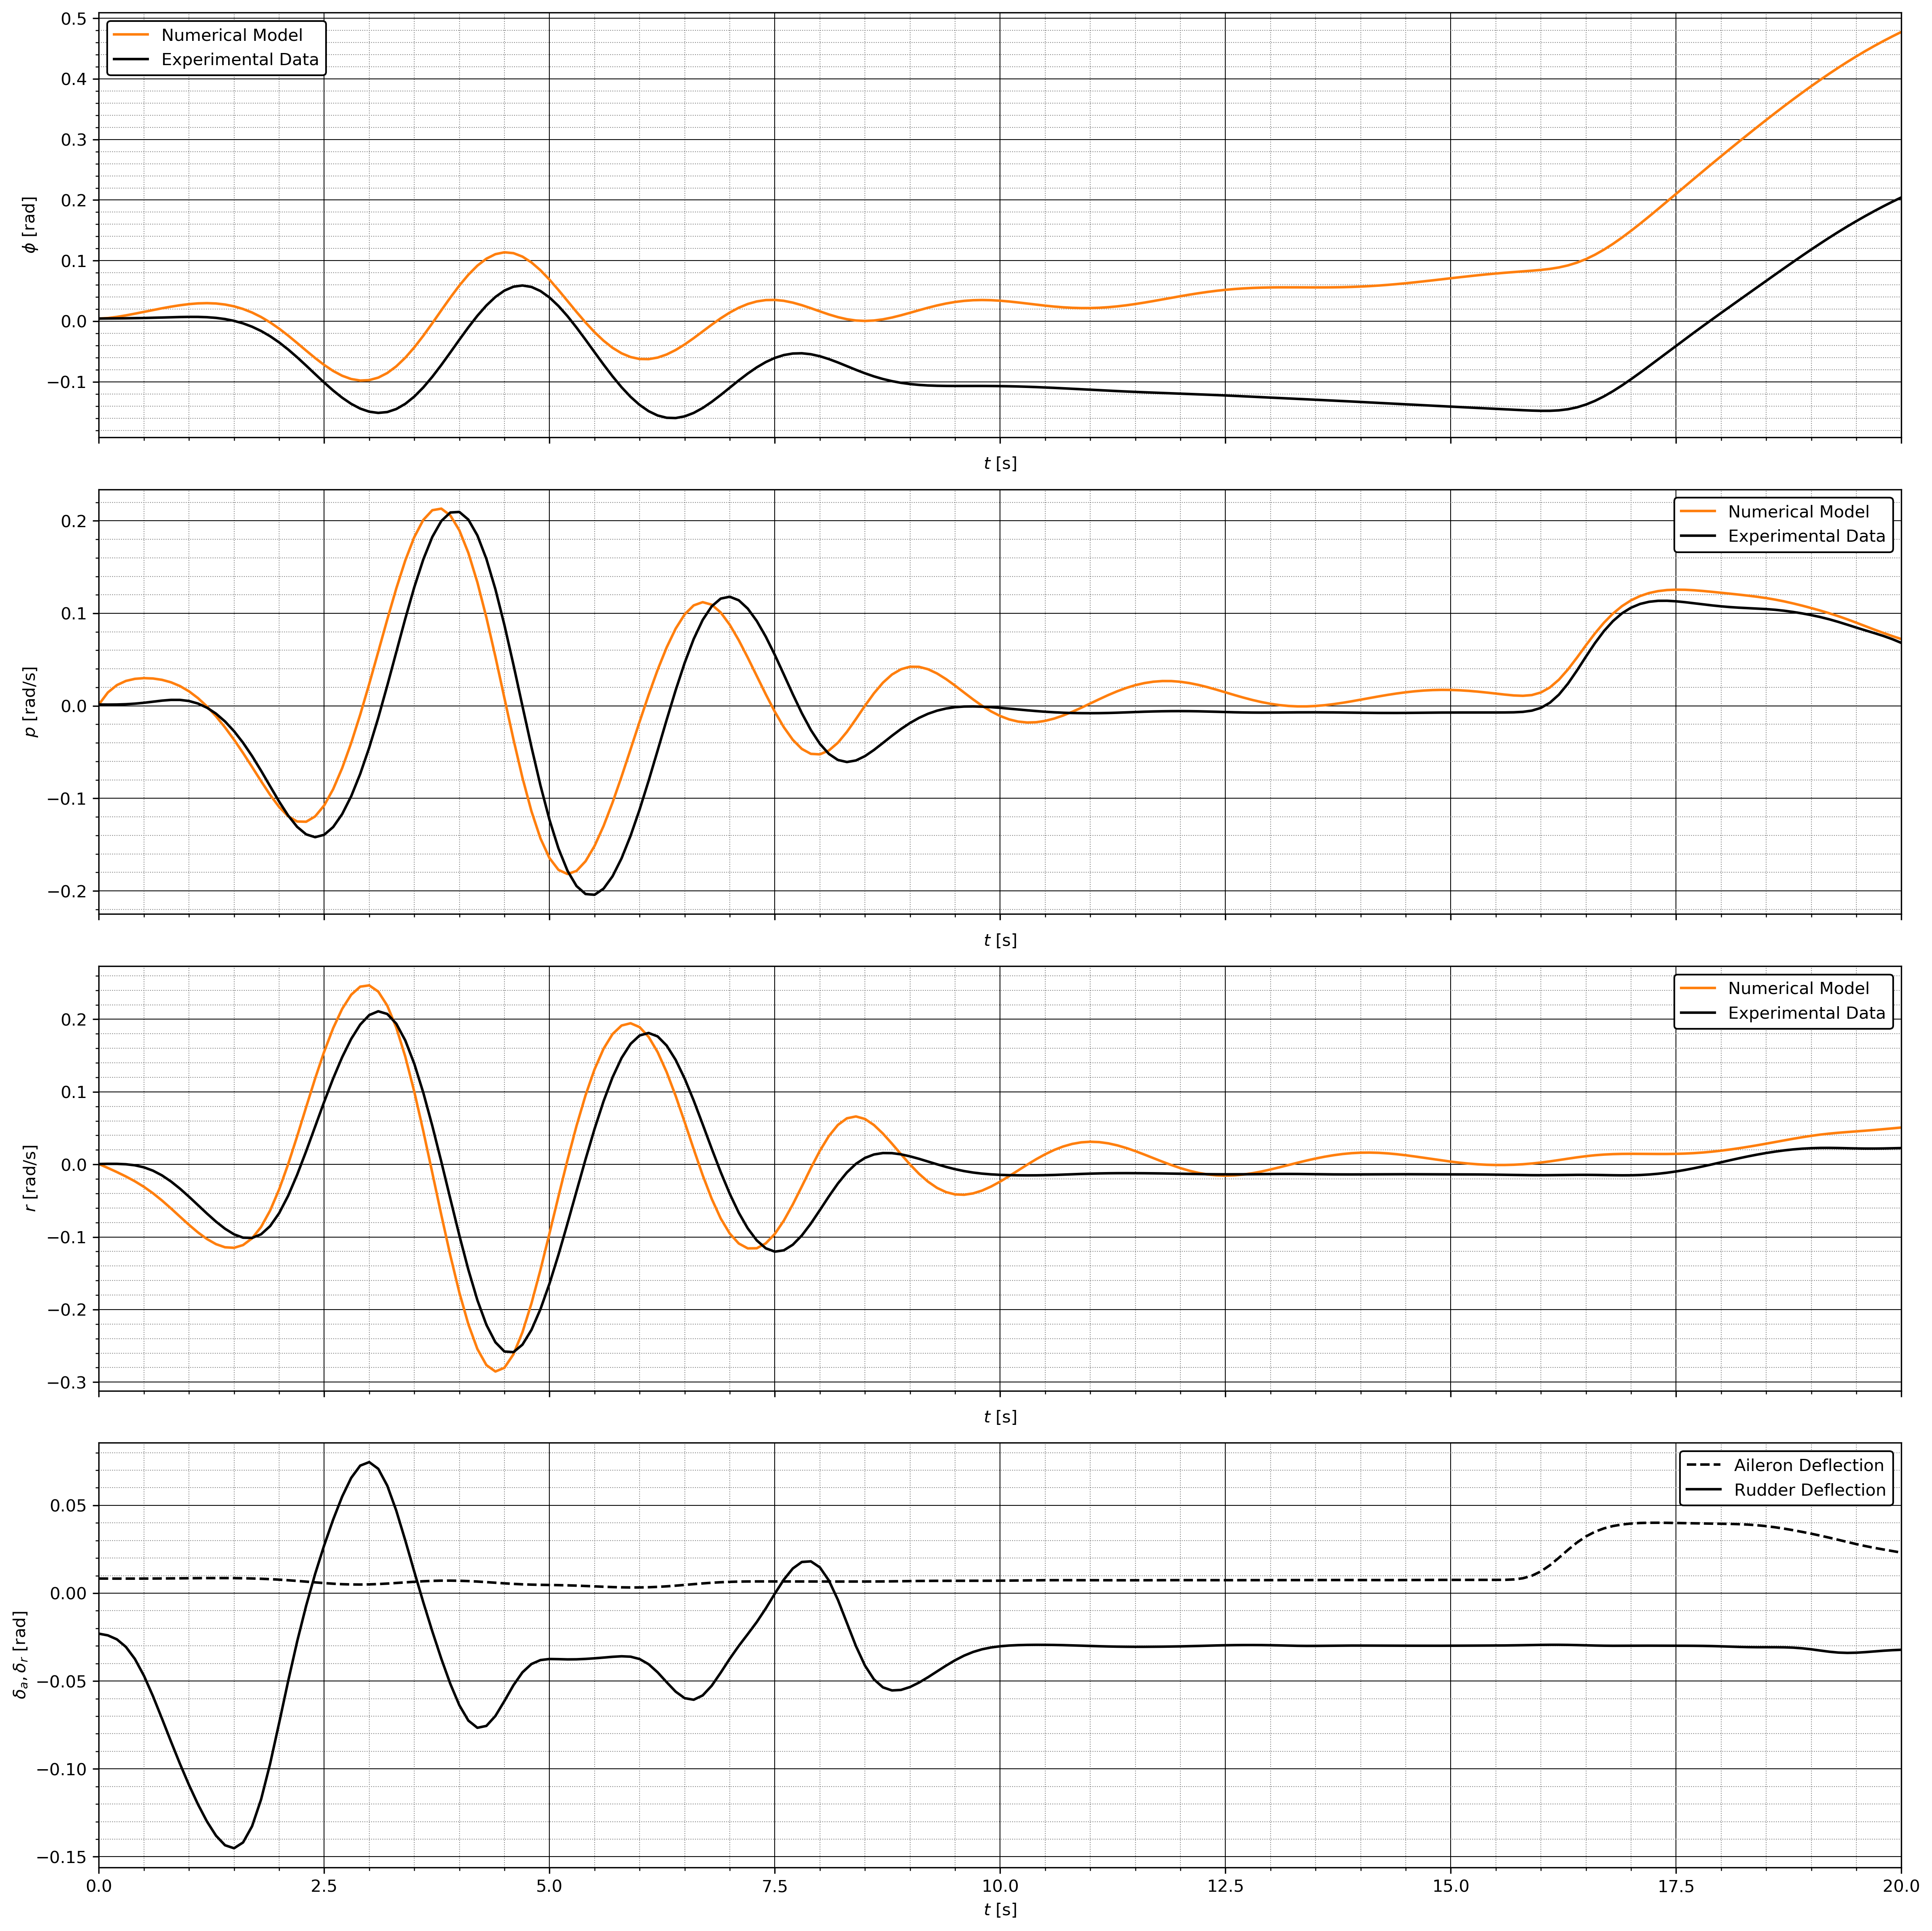 Numerical Model
Experimental Data
0.5
0.4
0.3
0.2
0.1
0.0
−0.1
ϕ [rad]
t [s]
Numerical Model
Experimental Data
0.2
0.1
0.0
−0.1
−0.2
p [rad/s]
t [s]
Numerical Model
Experimental Data
0.2
0.1
0.0
−0.1
−0.2
−0.3
r [rad/s]
t [s]
Aileron Deflection
Rudder Deflection
0.05
0.00
−0.05
−0.10
−0.15
δa, δr [rad]
0.0 2.5 5.0 7.5 10.0 12.5 15.0 17.5 20.0
t [s]